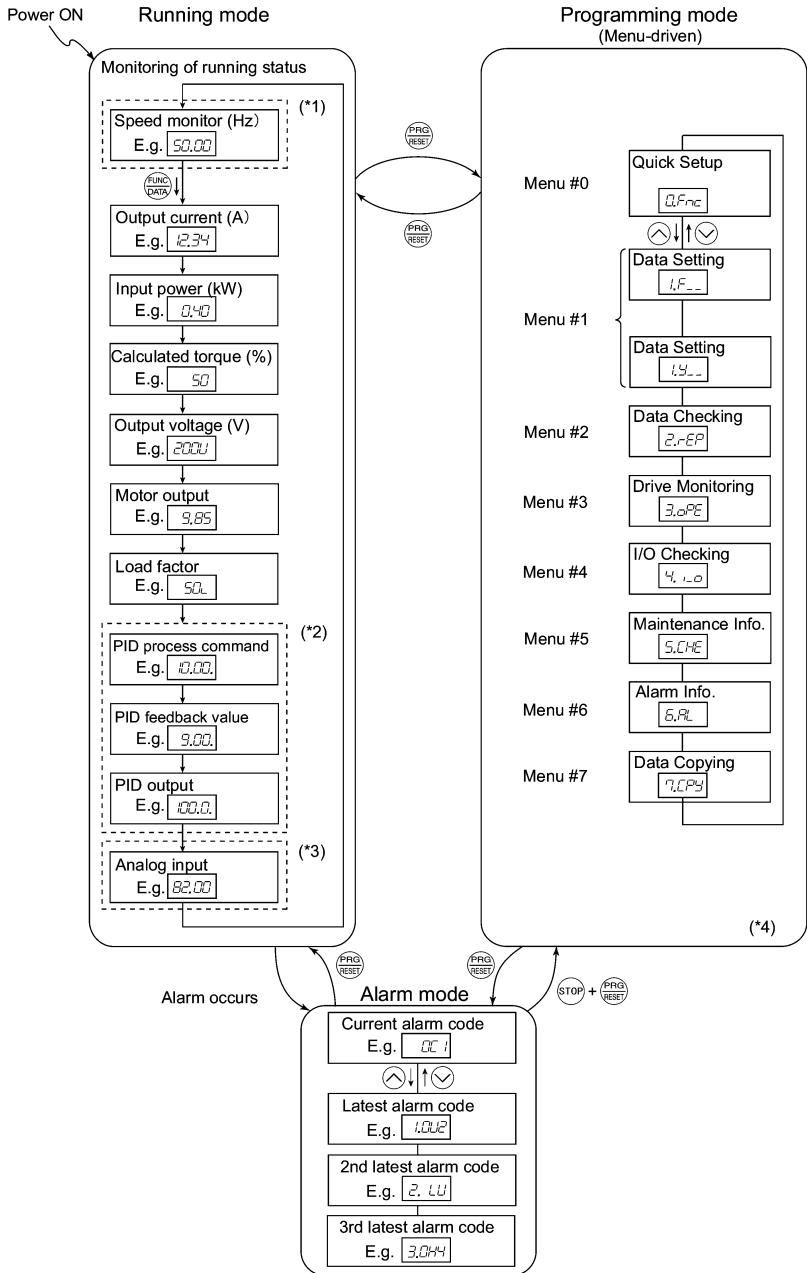 Power ON
Running mode
Monitoring of running status
(*1)
Speed monitor (Hz)
E.g. 50.00
FUNC
DATA
Output current (A)
E.g. 12.34
Input power (kW)
E.g. 0.40
Calculated torque (%)
E.g. 50
Output voltage (V)
E.g. 200U
Motor output
E.g. 9.85
Load factor
E.g. 50L
(*2)
PID process command
E.g. 10.00.
PID feedback value
E.g. 9.00.
PID output
E.g. 100.0.
(*3)
Analog input
E.g. 82.00
PRG
RESET
PRG
RESET
Programming mode
(Menu-driven)
Menu #0
Quick Setup
0.Fnc
Menu #1
Data Setting
1.F__
Data Setting
1.y__
Menu #2
Data Checking
2.rEP
Menu #3
Drive Monitoring
3.oPE
Menu #4
I/O Checking
4.i_o
Menu #5
Maintenance Info.
5.CHE
Menu #6
Alarm Info.
6.AL
Menu #7
Data Copying
7.CPY
(*4)
Alarm occurs
PRG
RESET
PRG
RESET
STOP + PRG
RESET
Alarm mode
Current alarm code
E.g. OC1
Latest alarm code
E.g. 1.OU2
2nd latest alarm code
E.g. 2. LU
3rd latest alarm code
E.g. 3.OH4